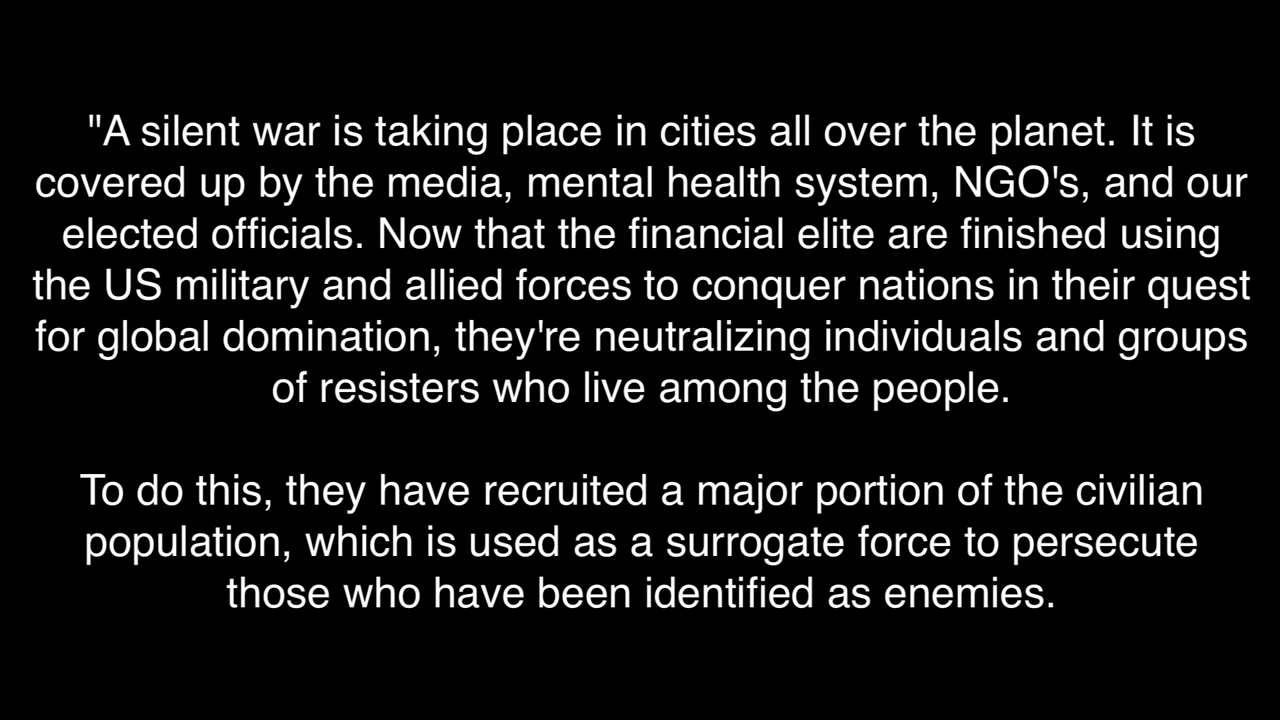 "A silent war is taking place in cities all over the planet. It is
covered up by the media, mental health system, NGO's, and our
elected officials. Now that the financial elite are finished using
the US military and allied forces to conquer nations in their quest
for global domination, they're neutralizing individuals and groups
of resisters who live among the people.
To do this, they have recruited a major portion of the civilian
population, which is used as a surrogate force to persecute
those who have been identified as enemies.